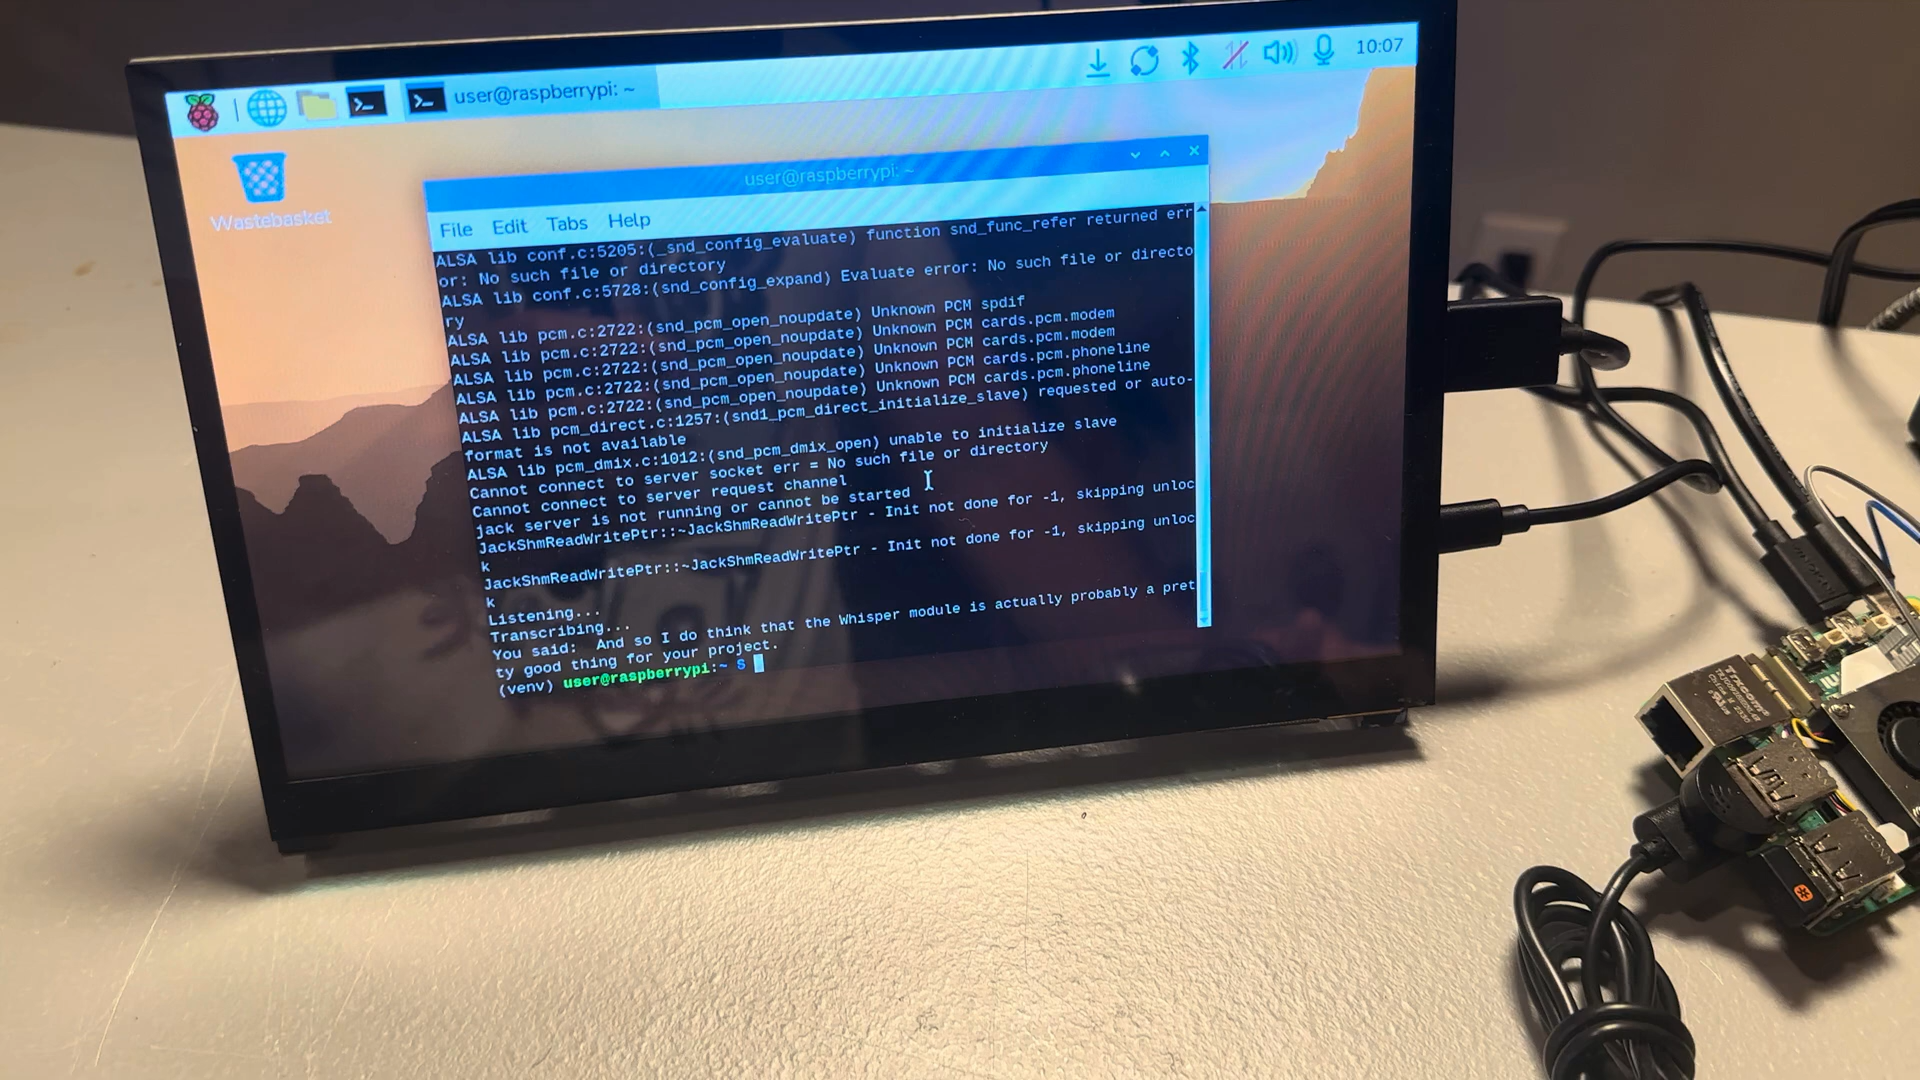 user@raspberrypi: ~
10:07
Wastebasket
user@raspberrypi: ~
File Edit Tabs Help
ALSA lib conf.c:5205:(_snd_config_evaluate) function snd_func_refer returned err
or: No such file or directory
ALSA lib conf.c:5728:(snd_config_expand) Evaluate error: No such file or directo
ry
ALSA lib pcm.c:2722:(snd_pcm_open_noupdate) Unknown PCM spdif
ALSA lib pcm.c:2722:(snd_pcm_open_noupdate) Unknown PCM cards.pcm.modem
ALSA lib pcm.c:2722:(snd_pcm_open_noupdate) Unknown PCM cards.pcm.modem
ALSA lib pcm.c:2722:(snd_pcm_open_noupdate) Unknown PCM cards.pcm.phoneline
ALSA lib pcm.c:2722:(snd_pcm_open_noupdate) Unknown PCM cards.pcm.phoneline
ALSA lib pcm_direct.c:1257:(snd1_pcm_direct_initialize_slave) requested or auto-
format is not available
ALSA lib pcm_dmix.c:1012:(snd_pcm_dmix_open) unable to initialize slave
Cannot connect to server socket err = No such file or directory
Cannot connect to server request channel
jack server is not running or cannot be started
JackShmReadWritePtr::~JackShmReadWritePtr - Init not done for -1, skipping unloc
k
JackShmReadWritePtr::~JackShmReadWritePtr - Init not done for -1, skipping unloc
k
Listening...
Transcribing...
You said:  And so I do think that the Whisper module is actually probably a pret
ty good thing for your project.
(venv) user@raspberrypi:~ $
TRXCOM